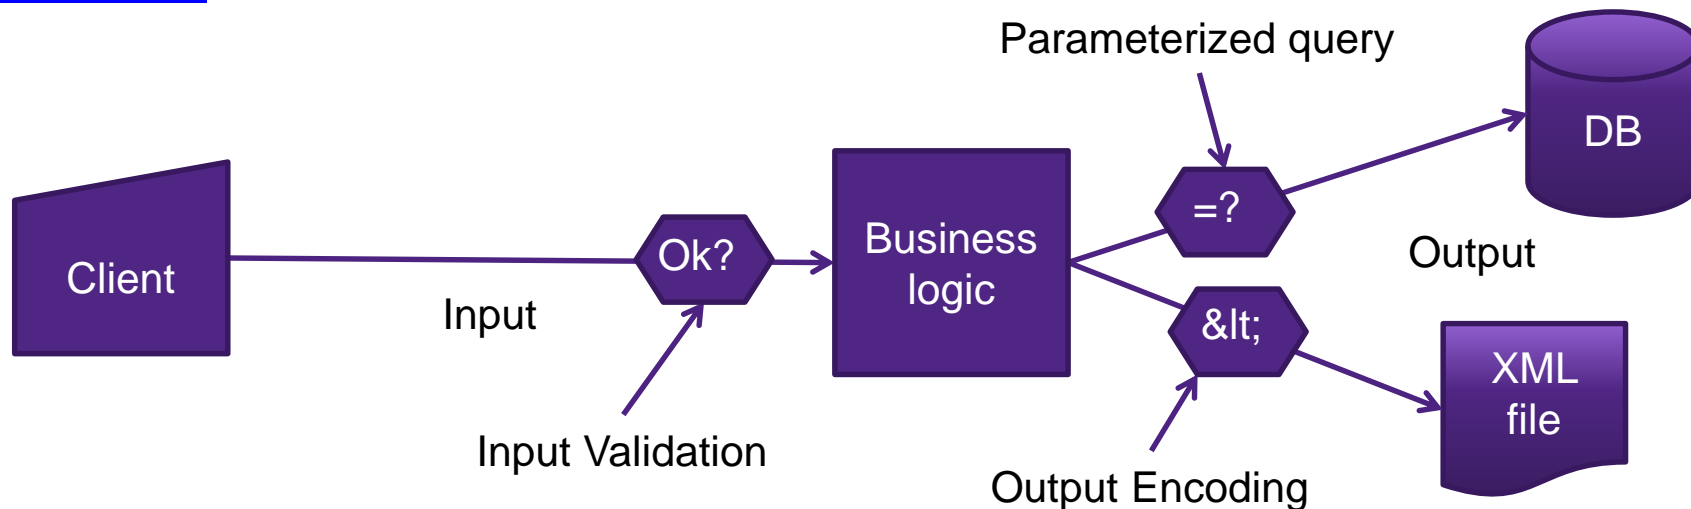 Parameterized query
DB
=?
Ok?
Business
logic
Output
Client
Input
&lt;
XML
file
Input Validation
Output Encoding